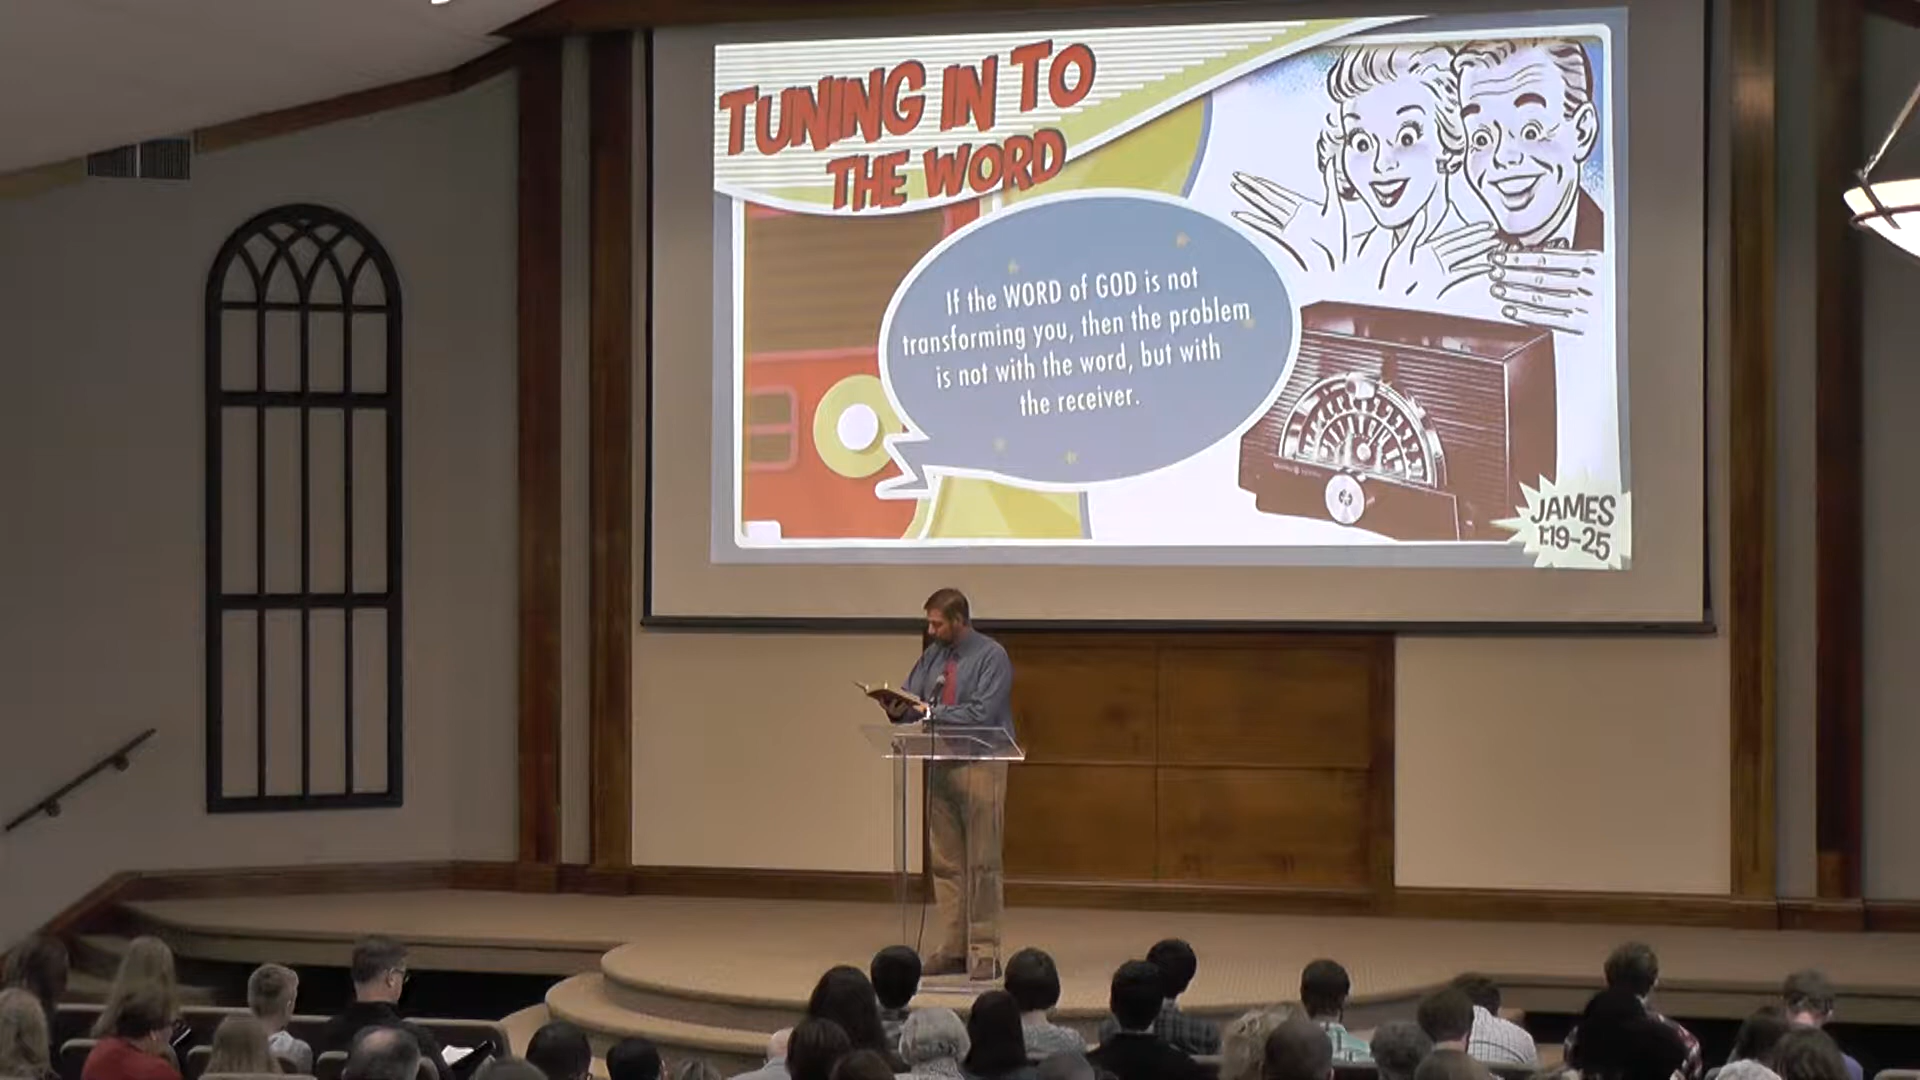 TUNING IN TO
THE WORD
If the WORD of GOD is not
transforming you, then the problem
is not with the word, but with
the receiver.
JAMES
1:19-25